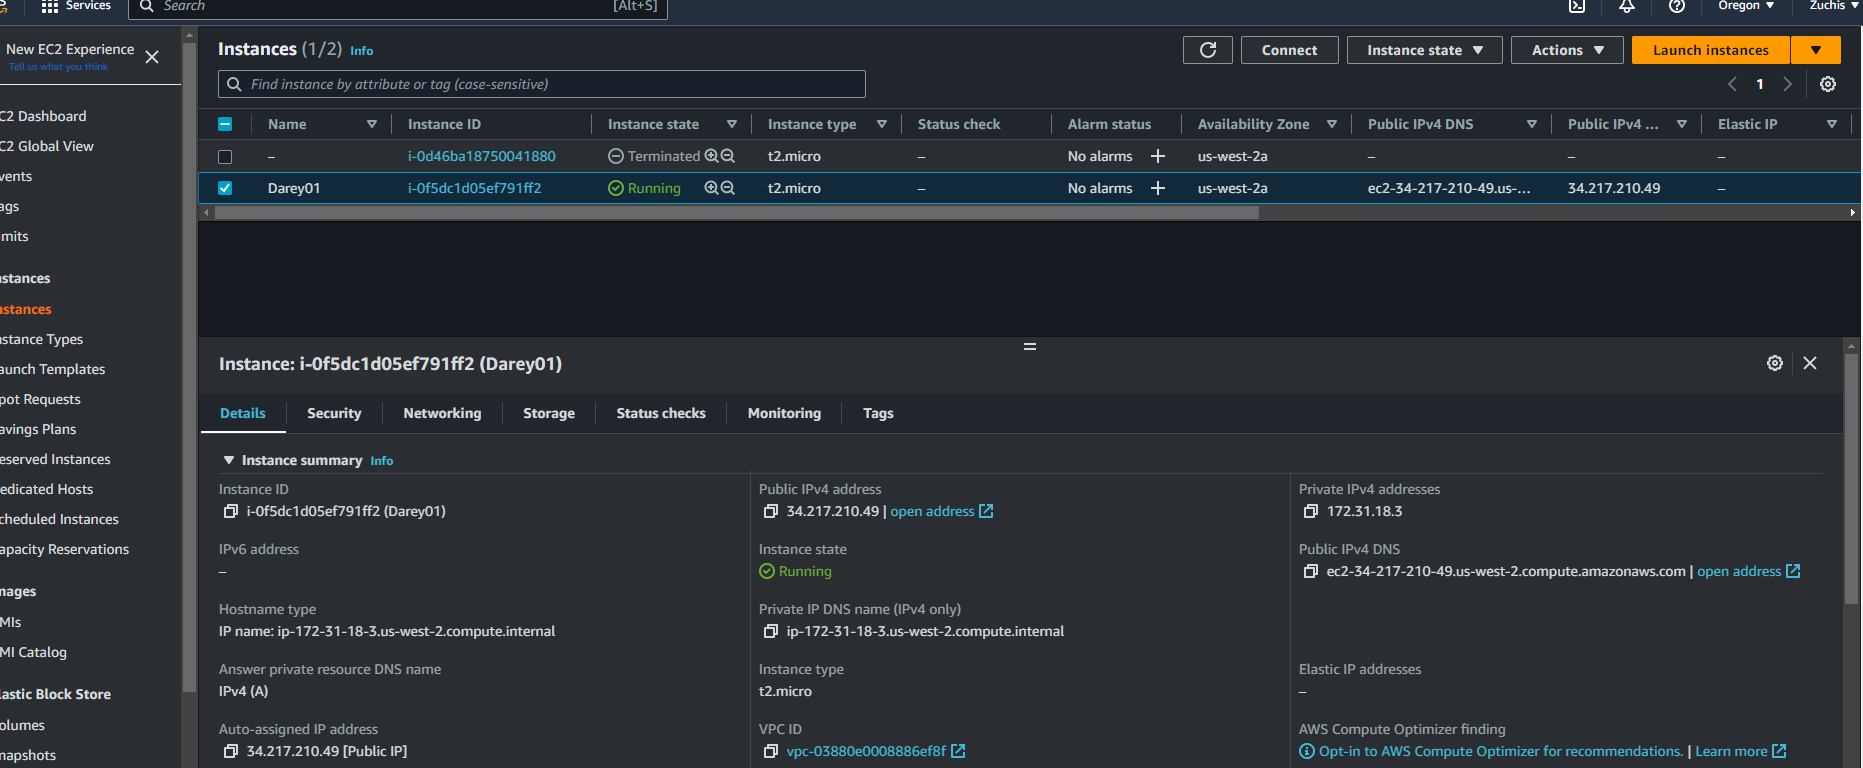 Services
Search [Alt+S]
Oregon ▼ Zuchis ▼
New EC2 Experience
Tell us what you think
C2 Dashboard
C2 Global View
vents
ags
mits
nstances
nstances
nstance Types
aunch Templates
pot Requests
avings Plans
eserved Instances
edicated Hosts
cheduled Instances
apacity Reservations
mages
MIs
MI Catalog
lastic Block Store
olumes
napshots
Instances (1/2) Info
Connect Instance state ▼ Actions ▼ Launch instances ▼
Find instance by attribute or tag (case-sensitive)
1
Name Instance ID Instance state Instance type Status check Alarm status Availability Zone Public IPv4 DNS Public IPv4 ... Elastic IP
– i-0d46ba18750041880 Terminated t2.micro – No alarms + us-west-2a – – –
Darey01 i-0f5dc1d05ef791ff2 Running t2.micro – No alarms + us-west-2a ec2-34-217-210-49.us-... 34.217.210.49 –
Instance: i-0f5dc1d05ef791ff2 (Darey01)
Details Security Networking Storage Status checks Monitoring Tags
▼ Instance summary Info
Instance ID
i-0f5dc1d05ef791ff2 (Darey01)
Public IPv4 address
34.217.210.49 | open address
Private IPv4 addresses
172.31.18.3
IPv6 address
–
Instance state
Running
Public IPv4 DNS
ec2-34-217-210-49.us-west-2.compute.amazonaws.com | open address
Hostname type
IP name: ip-172-31-18-3.us-west-2.compute.internal
Private IP DNS name (IPv4 only)
ip-172-31-18-3.us-west-2.compute.internal
Answer private resource DNS name
IPv4 (A)
Instance type
t2.micro
Elastic IP addresses
–
Auto-assigned IP address
34.217.210.49 [Public IP]
VPC ID
vpc-03880e0008886ef8f
AWS Compute Optimizer finding
Opt-in to AWS Compute Optimizer for recommendations. | Learn more